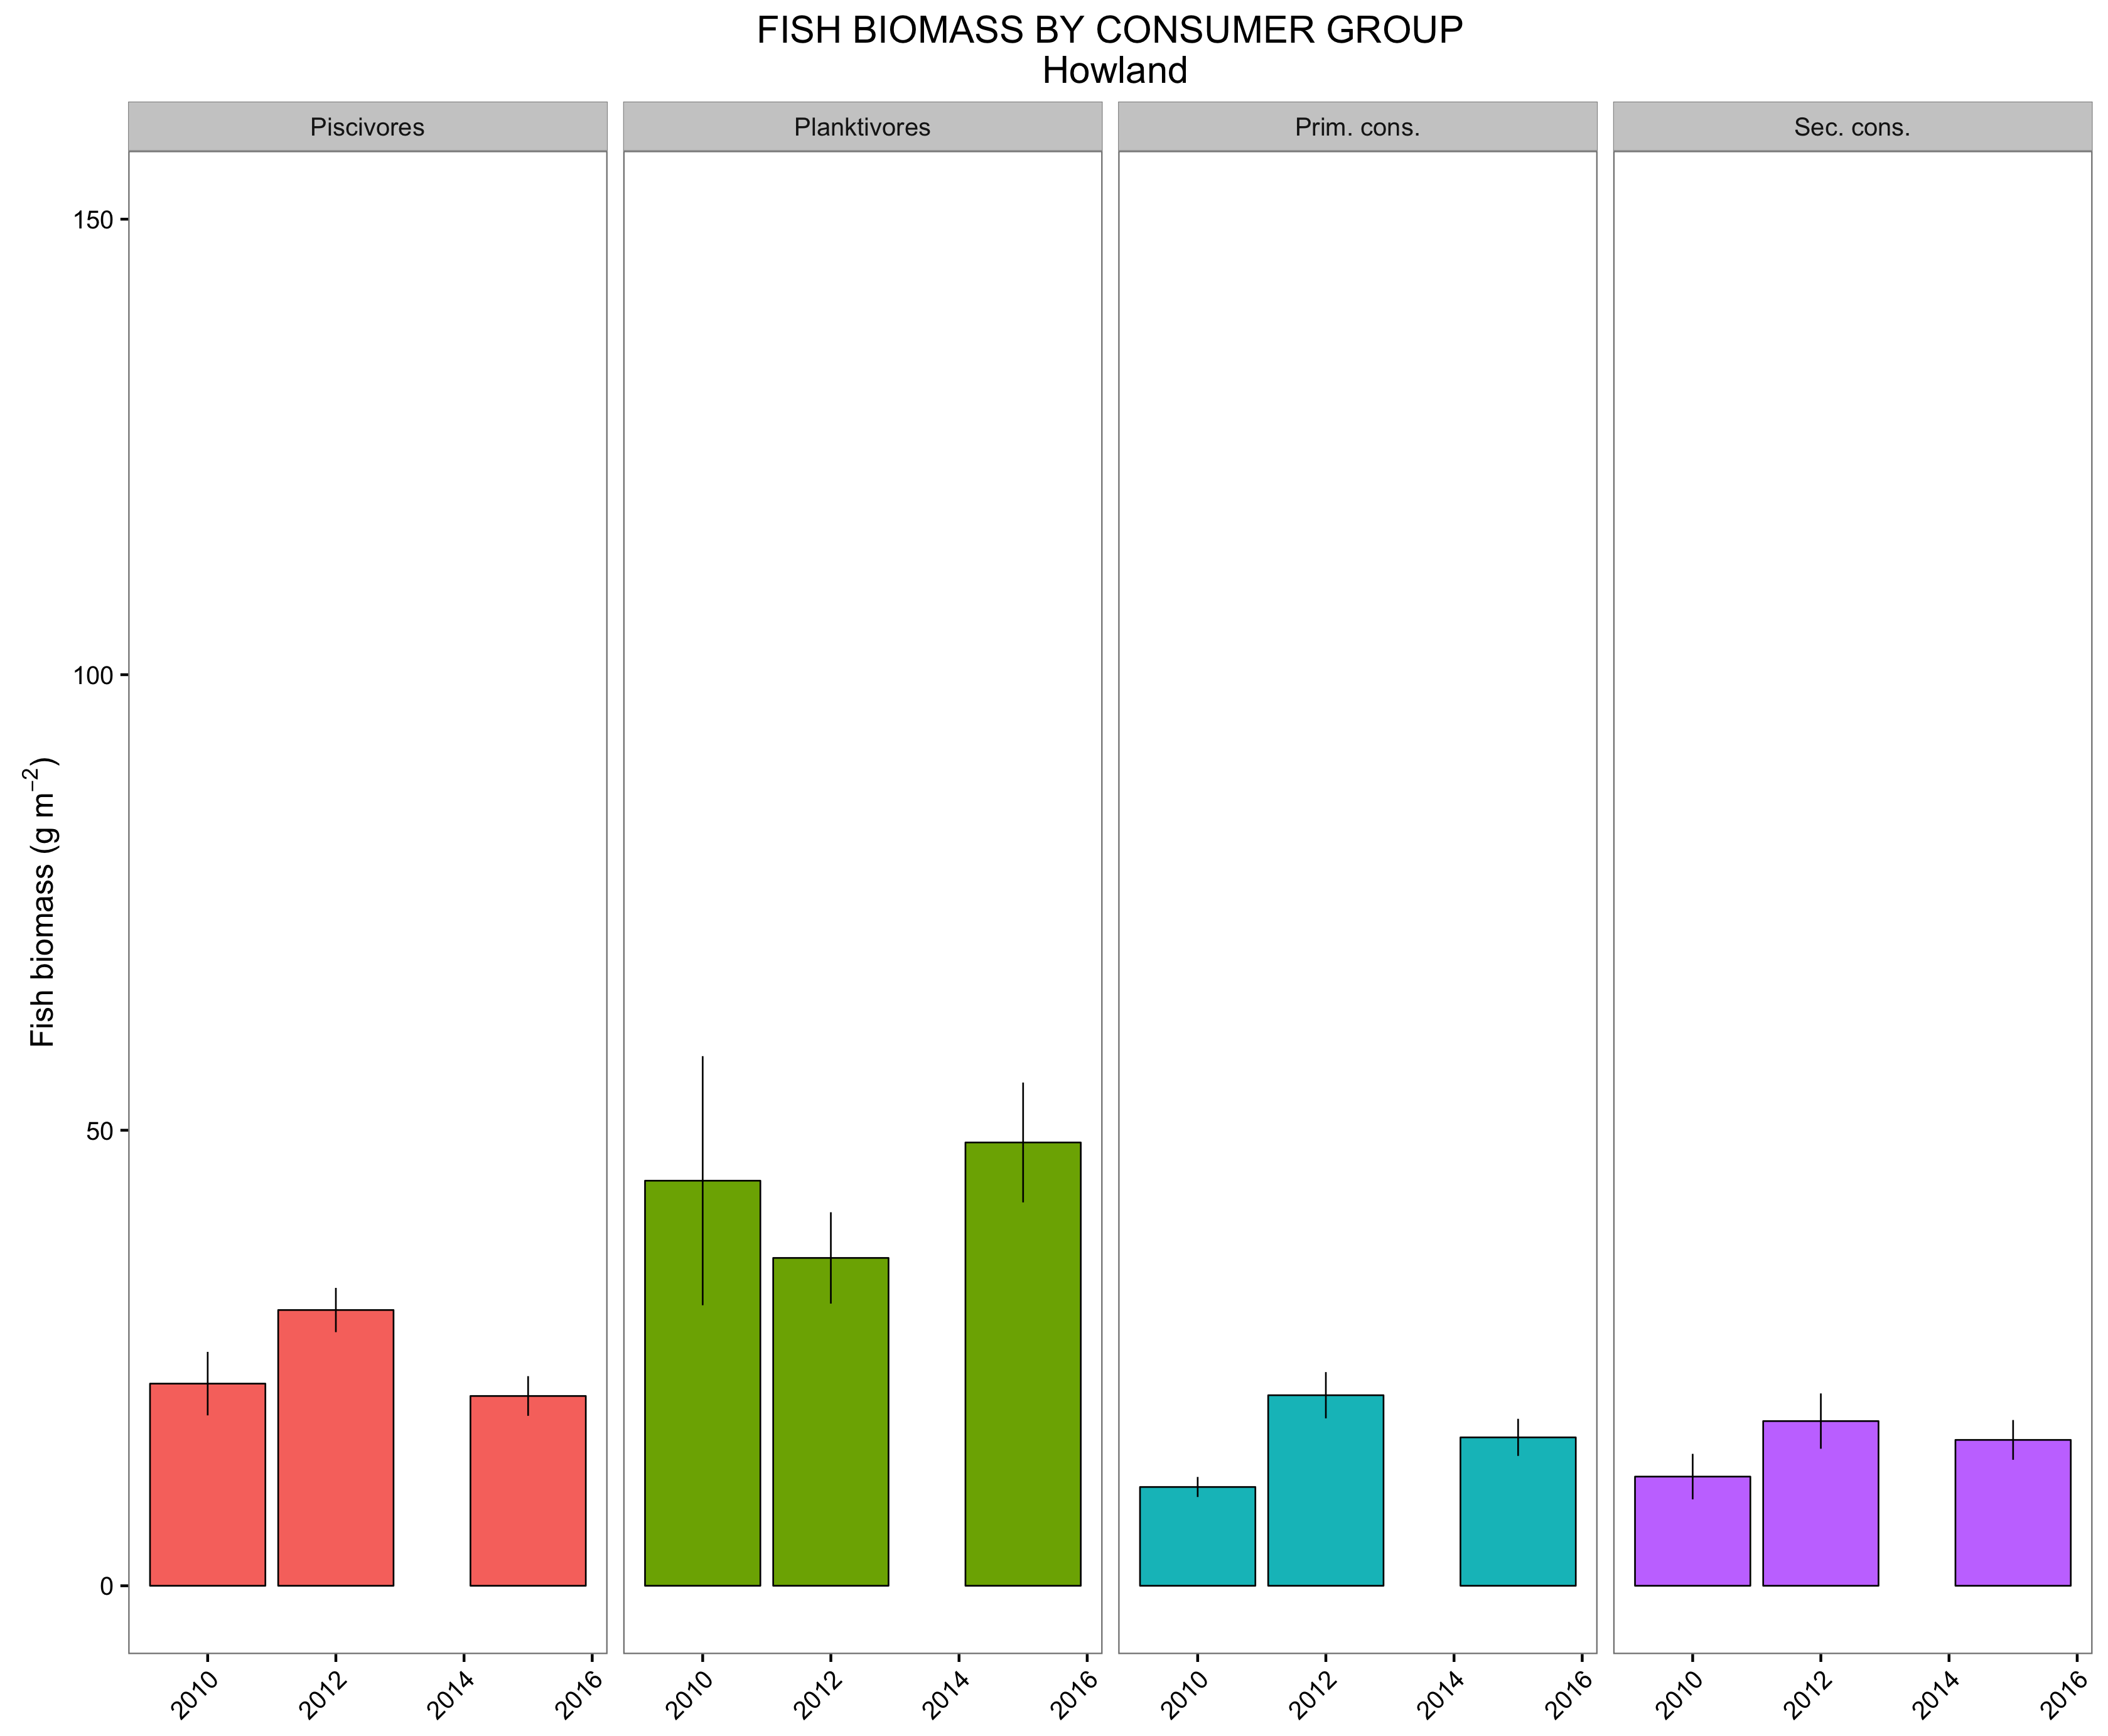 FISH BIOMASS BY CONSUMER GROUP
Howland
Piscivores
Planktivores
Prim. cons.
Sec. cons.
Fish biomass (g m⁻²)
150
100
50
0
2010 2012 2014 2016
2010 2012 2014 2016
2010 2012 2014 2016
2010 2012 2014 2016